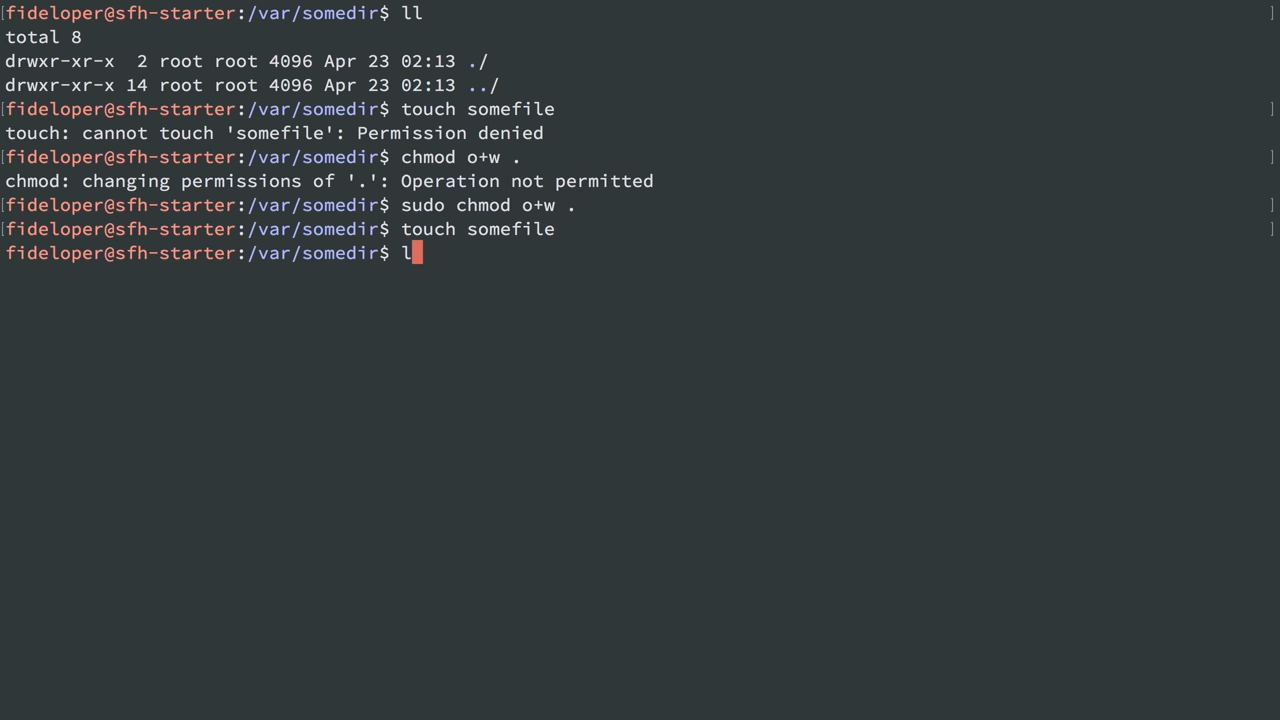 [fideloper@sfh-starter:/var/somedir$ ll ]
total 8
drwxr-xr-x  2 root root 4096 Apr 23 02:13 ./
drwxr-xr-x 14 root root 4096 Apr 23 02:13 ../
[fideloper@sfh-starter:/var/somedir$ touch somefile ]
touch: cannot touch 'somefile': Permission denied
[fideloper@sfh-starter:/var/somedir$ chmod o+w . ]
chmod: changing permissions of '.': Operation not permitted
[fideloper@sfh-starter:/var/somedir$ sudo chmod o+w . ]
[fideloper@sfh-starter:/var/somedir$ touch somefile ]
fideloper@sfh-starter:/var/somedir$ l